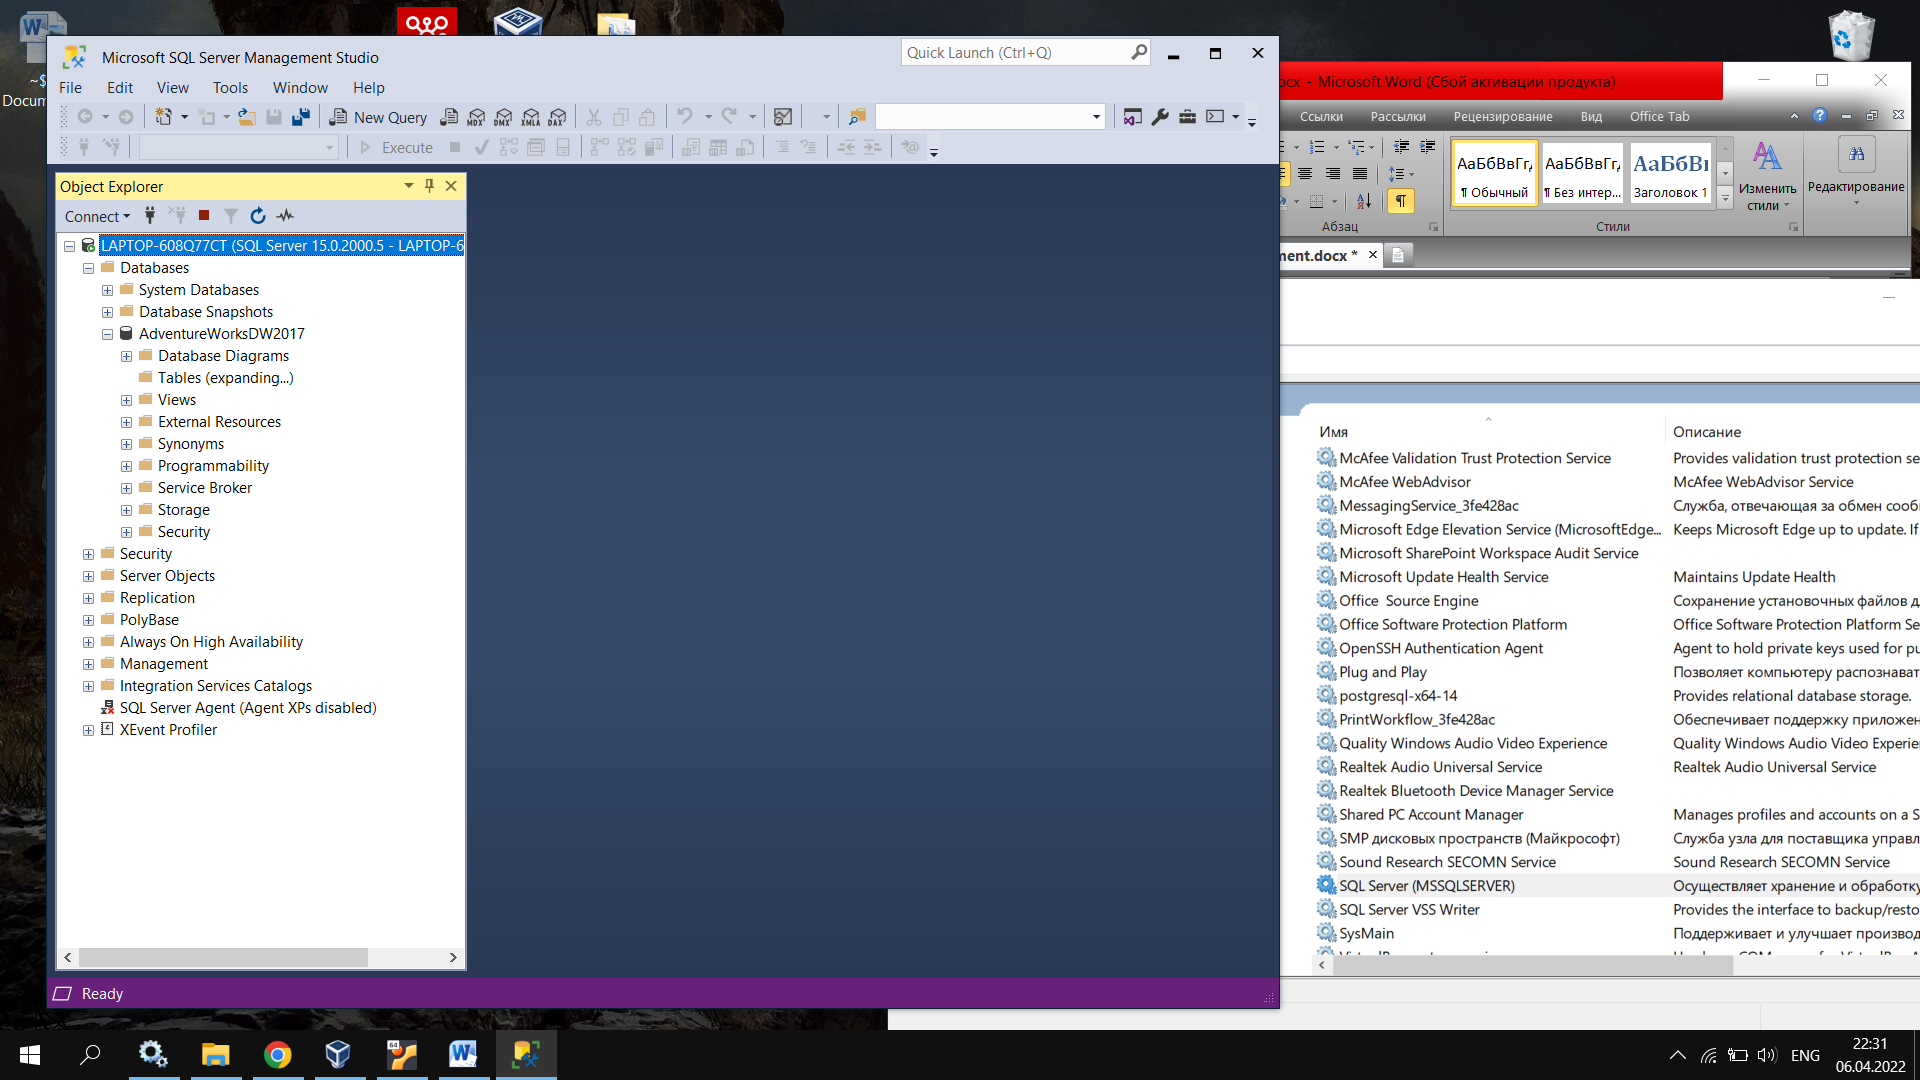 ~$
Docum
Microsoft SQL Server Management Studio
Quick Launch (Ctrl+Q)
File Edit View Tools Window Help
New Query
MDX DMX XMLA DAX
Execute
Object Explorer
Connect
LAPTOP-608Q77CT (SQL Server 15.0.2000.5 - LAPTOP-6
Databases
System Databases
Database Snapshots
AdventureWorksDW2017
Database Diagrams
Tables (expanding...)
Views
External Resources
Synonyms
Programmability
Service Broker
Storage
Security
Security
Server Objects
Replication
PolyBase
Always On High Availability
Management
Integration Services Catalogs
SQL Server Agent (Agent XPs disabled)
XEvent Profiler
Ready
ocx - Microsoft Word (Сбой активации продукта)
Ссылки Рассылки Рецензирование Вид Office Tab
АаБбВвГг, АаБбВвГг, АаБбВı
¶ Обычный ¶ Без интер... Заголовок 1
Изменить стили
Редактирование
Абзац Стили
ment.docx *
Имя Описание
McAfee Validation Trust Protection Service Provides validation trust protection se
McAfee WebAdvisor McAfee WebAdvisor Service
MessagingService_3fe428ac Служба, отвечающая за обмен сооб
Microsoft Edge Elevation Service (MicrosoftEdge... Keeps Microsoft Edge up to update. If
Microsoft SharePoint Workspace Audit Service
Microsoft Update Health Service Maintains Update Health
Office  Source Engine Сохранение установочных файлов д
Office Software Protection Platform Office Software Protection Platform Se
OpenSSH Authentication Agent Agent to hold private keys used for pu
Plug and Play Позволяет компьютеру распознават
postgresql-x64-14 Provides relational database storage.
PrintWorkflow_3fe428ac Обеспечивает поддержку приложен
Quality Windows Audio Video Experience Quality Windows Audio Video Experie
Realtek Audio Universal Service Realtek Audio Universal Service
Realtek Bluetooth Device Manager Service
Shared PC Account Manager Manages profiles and accounts on a S
SMP дисковых пространств (Майкрософт) Служба узла для поставщика управл
Sound Research SECOMN Service Sound Research SECOMN Service
SQL Server (MSSQLSERVER) Осуществляет хранение и обработку
SQL Server VSS Writer Provides the interface to backup/resto
SysMain Поддерживает и улучшает производ
64
ENG
22:31
06.04.2022